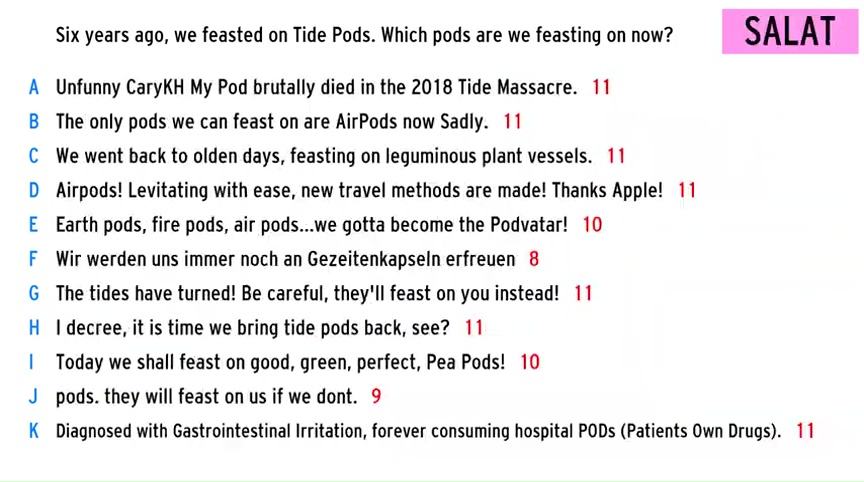 Six years ago, we feasted on Tide Pods. Which pods are we feasting on now?
SALAT
A Unfunny CaryKH My Pod brutally died in the 2018 Tide Massacre. 11
B The only pods we can feast on are AirPods now Sadly. 11
C We went back to olden days, feasting on leguminous plant vessels. 11
D Airpods! Levitating with ease, new travel methods are made! Thanks Apple! 11
E Earth pods, fire pods, air pods...we gotta become the Podvatar! 10
F Wir werden uns immer noch an Gezeitenkapseln erfreuen 8
G The tides have turned! Be careful, they'll feast on you instead! 11
H I decree, it is time we bring tide pods back, see? 11
I Today we shall feast on good, green, perfect, Pea Pods! 10
J pods. they will feast on us if we dont. 9
K Diagnosed with Gastrointestinal Irritation, forever consuming hospital PODs (Patients Own Drugs). 11